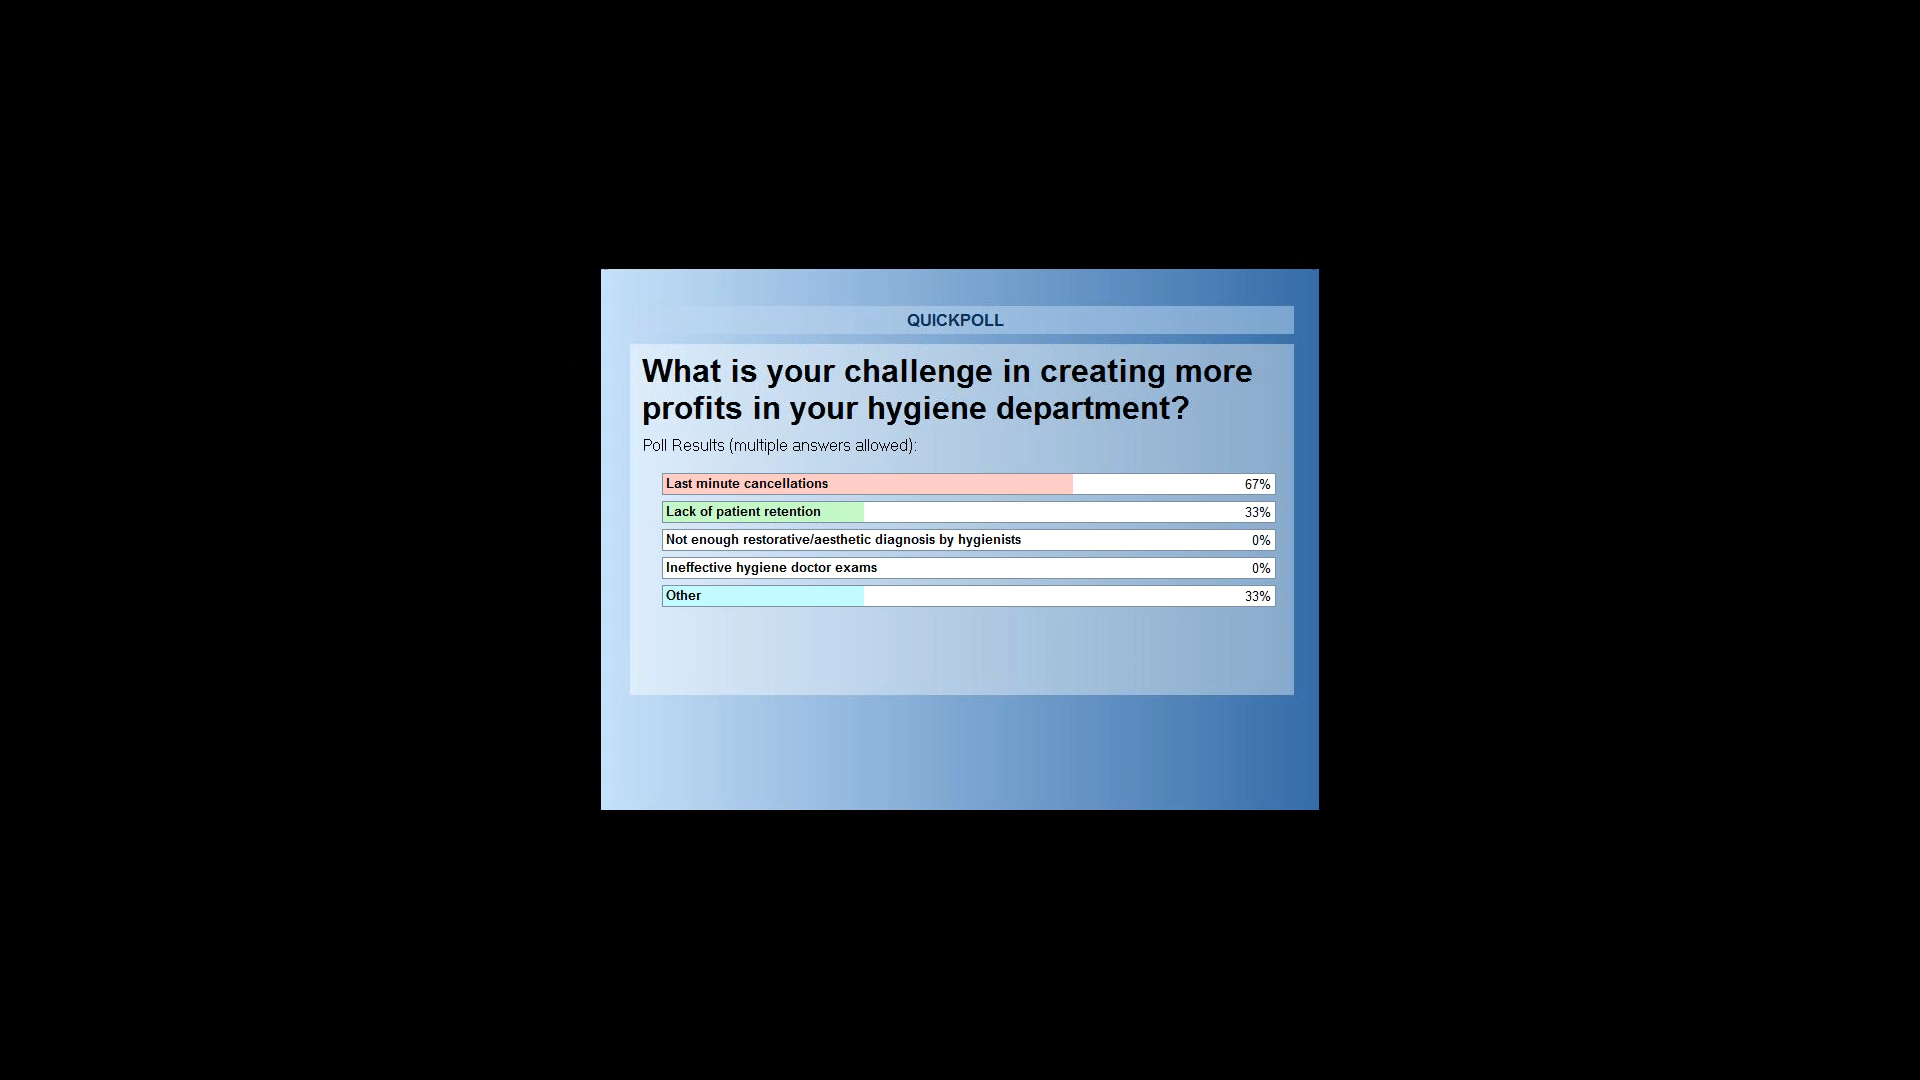 QUICKPOLL
What is your challenge in creating more
profits in your hygiene department?
Poll Results (multiple answers allowed):
Last minute cancellations 67%
Lack of patient retention 33%
Not enough restorative/aesthetic diagnosis by hygienists 0%
Ineffective hygiene doctor exams 0%
Other 33%